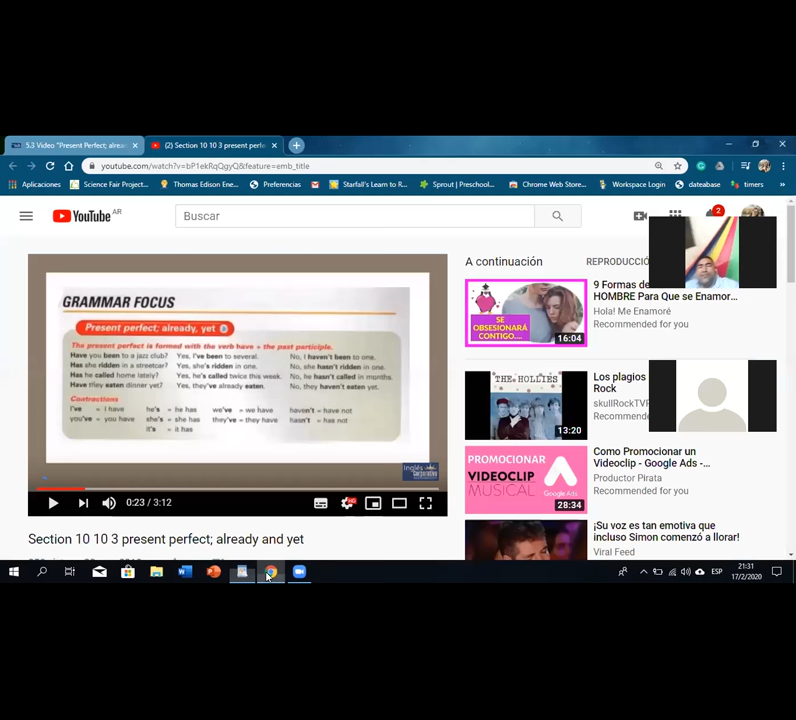 5.3 Video "Present Perfect; alrea
(2) Section 10 10 3 present perfe
youtube.com/watch?v=bP1ekRqQgyQ&feature=emb_title
Aplicaciones
Science Fair Project...
Thomas Edison Ene...
Preferencias
Starfall's Learn to R...
Sprout | Preschool...
Chrome Web Store...
Workspace Login
dateabase
timers
»
YouTube AR
Buscar
2
GRAMMAR FOCUS
Present perfect; already, yet
The present perfect is formed with the verb have + the past participle.
Have you been to a jazz club? Yes, I've been to several. No, I haven't been to one.
Has she ridden in a streetcar? Yes, she's ridden in one. No, she hasn't ridden in one.
Has he called home lately? Yes, he's called twice this week. No, he hasn't called in months.
Have they eaten dinner yet? Yes, they've already eaten. No, they haven't eaten yet.
Contractions
I've = I have he's = he has we've = we have haven't = have not
you've = you have she's = she has they've = they have hasn't = has not
it's = it has
Inglés
Corporativo
0:23 / 3:12
HD
Section 10 10 3 present perfect; already and yet
A continuación
REPRODUCCIÓ
SE
OBSESIONARÁ
CONTIGO...
16:04
9 Formas de
HOMBRE Para Que se Enamor...
Hola! Me Enamoré
Recommended for you
THE HOLLIES
13:20
Los plagios
Rock
skullRockTV
Recommende
PROMOCIONAR
VIDEOCLIP
MUSICAL
Google Ads
28:34
Como Promocionar un
Videoclip - Google Ads -...
Productor Pirata
Recommended for you
¡Su voz es tan emotiva que
incluso Simon comenzó a llorar!
Viral Feed
ESP
21:31
17/2/2020